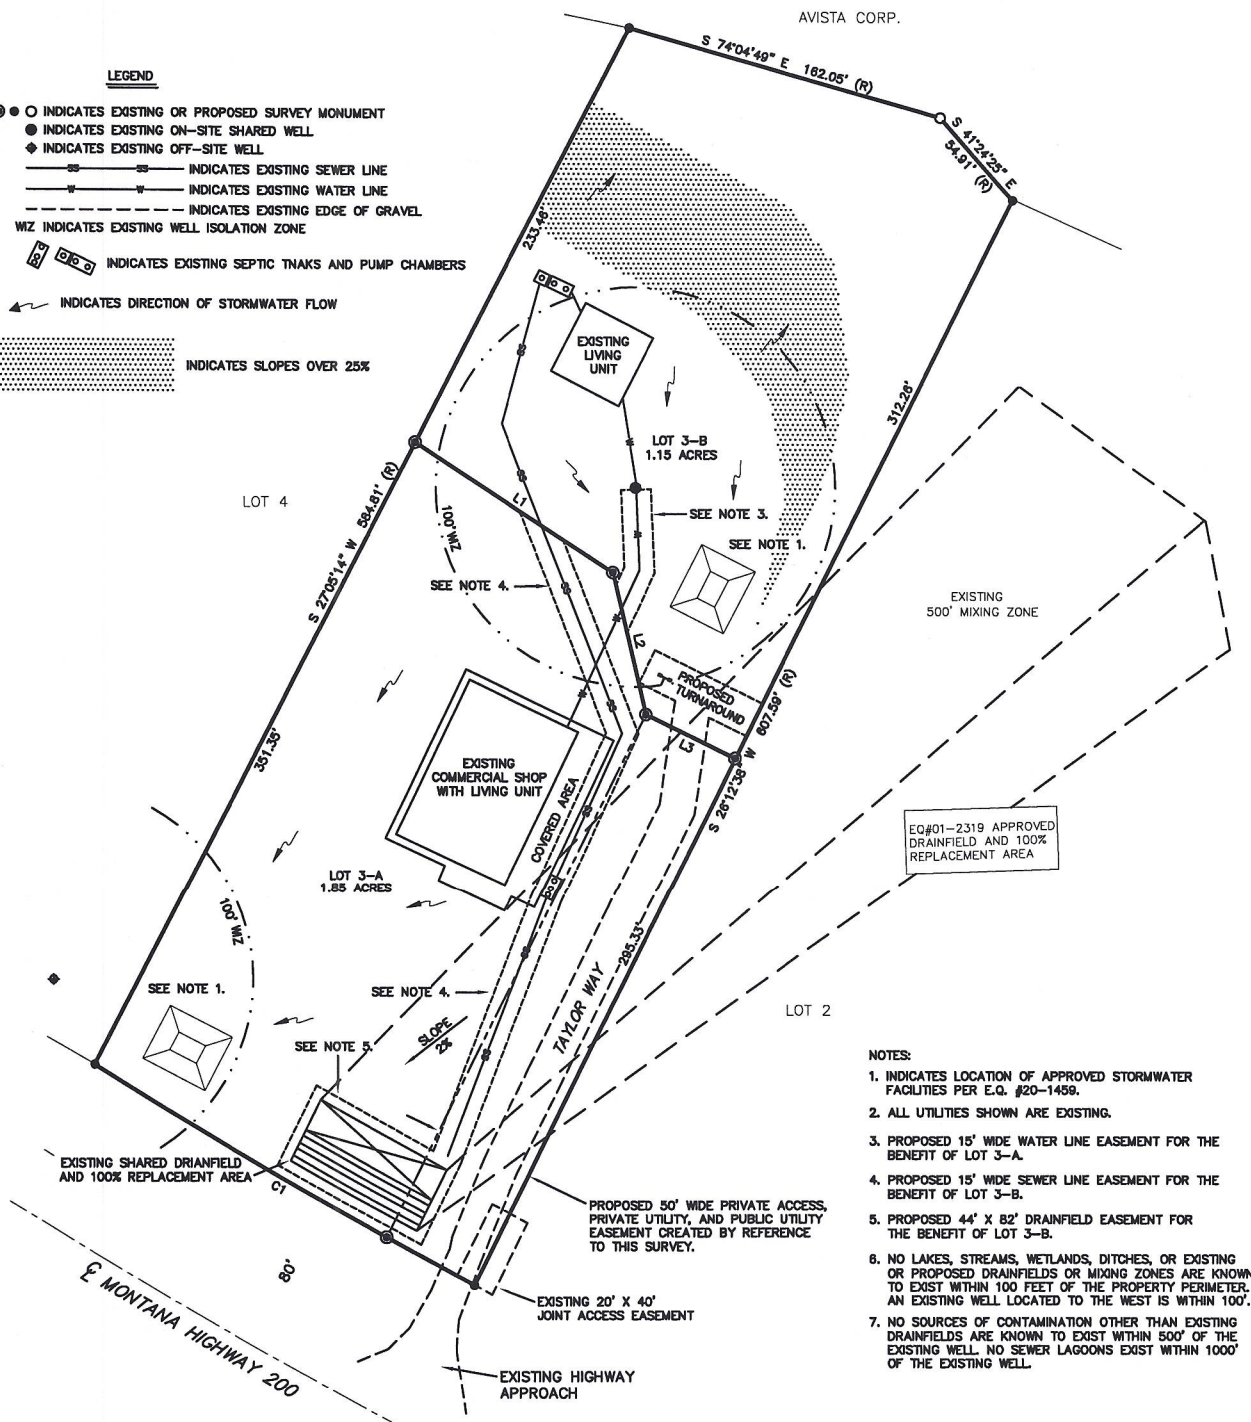 AVISTA CORP.
S 74°04'49" E 162.05' (R)
S 41°24'25" E
54.91' (R)
LEGEND
INDICATES EXISTING OR PROPOSED SURVEY MONUMENT
INDICATES EXISTING ON-SITE SHARED WELL
INDICATES EXISTING OFF-SITE WELL
SS SS INDICATES EXISTING SEWER LINE
W W INDICATES EXISTING WATER LINE
INDICATES EXISTING EDGE OF GRAVEL
WIZ INDICATES EXISTING WELL ISOLATION ZONE
INDICATES EXISTING SEPTIC TNAKS AND PUMP CHAMBERS
INDICATES DIRECTION OF STORMWATER FLOW
INDICATES SLOPES OVER 25%
233.46'
312.26'
EXISTING
LIVING
UNIT
SS
W
LOT 3-B
1.15 ACRES
LOT 4
S 27°05'14" W 584.81' (R)
L1
SS
100' WIZ
W
SEE NOTE 3.
SEE NOTE 1.
SEE NOTE 4.
SS
W
L2
EXISTING
500' MIXING ZONE
PROPOSED
TURNAROUND
W
SS
L3
S 26°12'38" W 607.59' (R)
351.35'
EXISTING
COMMERCIAL SHOP
WITH LIVING UNIT
COVERED AREA
SS
EQ#01-2319 APPROVED
DRAINFIELD AND 100%
REPLACEMENT AREA
LOT 3-A
1.85 ACRES
100' WIZ
SS
295.33'
SEE NOTE 1.
SEE NOTE 4.
TAYLOR WAY
LOT 2
SLOPE
2%
SS
SEE NOTE 5.
EXISTING SHARED DRIANFIELD
AND 100% REPLACEMENT AREA
C1
PROPOSED 50' WIDE PRIVATE ACCESS,
PRIVATE UTILITY, AND PUBLIC UTILITY
EASEMENT CREATED BY REFERENCE
TO THIS SURVEY.
80'
℄ MONTANA HIGHWAY 200
EXISTING 20' X 40'
JOINT ACCESS EASEMENT
EXISTING HIGHWAY
APPROACH
NOTES:
1. INDICATES LOCATION OF APPROVED STORMWATER
FACILITIES PER E.Q. #20-1459.
2. ALL UTILITIES SHOWN ARE EXISTING.
3. PROPOSED 15' WIDE WATER LINE EASEMENT FOR THE
BENEFIT OF LOT 3-A.
4. PROPOSED 15' WIDE SEWER LINE EASEMENT FOR THE
BENEFIT OF LOT 3-B.
5. PROPOSED 44' X 82' DRAINFIELD EASEMENT FOR
THE BENEFIT OF LOT 3-B.
6. NO LAKES, STREAMS, WETLANDS, DITCHES, OR EXISTING
OR PROPOSED DRAINFIELDS OR MIXING ZONES ARE KNOWN
TO EXIST WITHIN 100 FEET OF THE PROPERTY PERIMETER.
AN EXISTING WELL LOCATED TO THE WEST IS WITHIN 100'.
7. NO SOURCES OF CONTAMINATION OTHER THAN EXISTING
DRAINFIELDS ARE KNOWN TO EXIST WITHIN 500' OF THE
EXISTING WELL. NO SEWER LAGOONS EXIST WITHIN 1000'
OF THE EXISTING WELL.